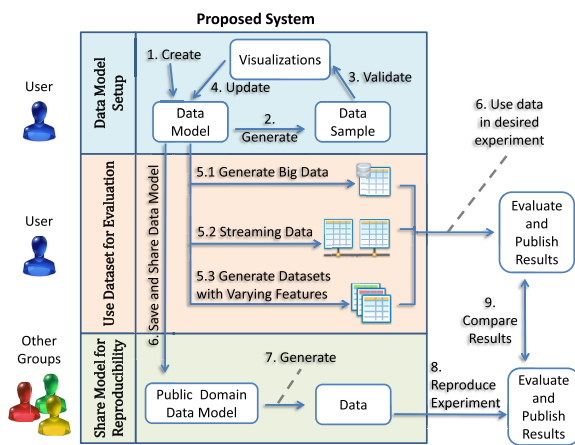 Proposed System
User
Data Model
Setup
1. Create
Visualizations
4. Update
3. Validate
Data
Model
2.
Generate
Data
Sample
6. Use data
in desired
experiment
User
Use Dataset for Evaluation
6. Save and Share Data Model
5.1 Generate Big Data
5.2 Streaming Data
5.3 Generate Datasets
with Varying Features
Evaluate
and
Publish
Results
9.
Compare
Results
Other
Groups
Share Model for
Reproducibility
Public Domain
Data Model
7. Generate
Data
8.
Reproduce
Experiment
Evaluate
and
Publish
Results